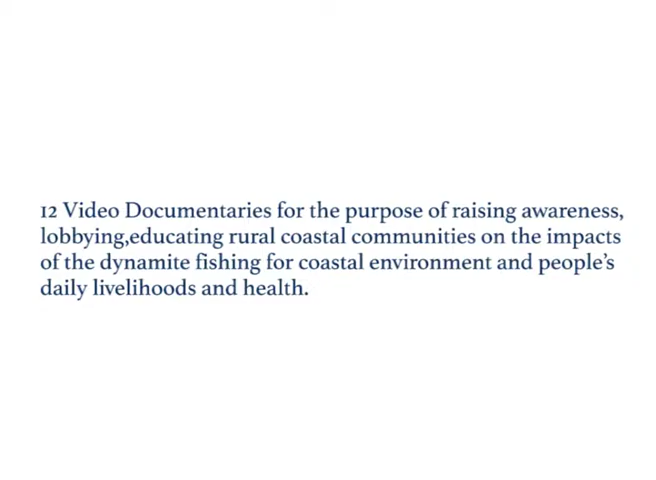 12 Video Documentaries for the purpose of raising awareness,
lobbying,educating rural coastal communities on the impacts
of the dynamite fishing for coastal environment and people’s
daily livelihoods and health.